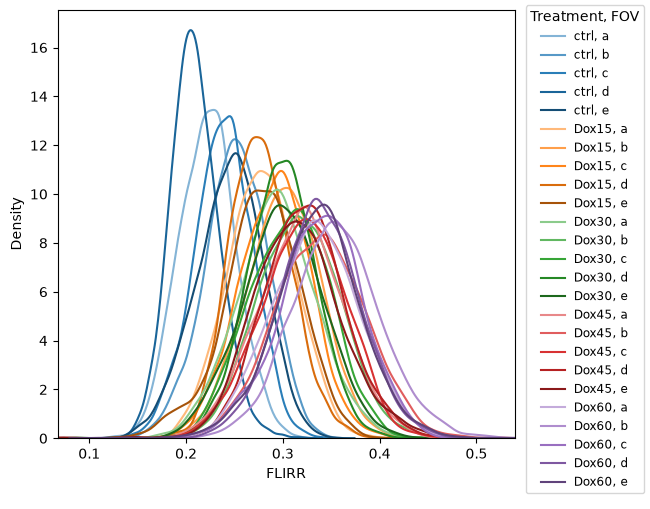 Treatment, FOV
ctrl, a
ctrl, b
ctrl, c
ctrl, d
ctrl, e
Dox15, a
Dox15, b
Dox15, c
Dox15, d
Dox15, e
Dox30, a
Dox30, b
Dox30, c
Dox30, d
Dox30, e
Dox45, a
Dox45, b
Dox45, c
Dox45, d
Dox45, e
Dox60, a
Dox60, b
Dox60, c
Dox60, d
Dox60, e
Density
16
14
12
10
8
6
4
2
0
0.1 0.2 0.3 0.4 0.5
FLIRR